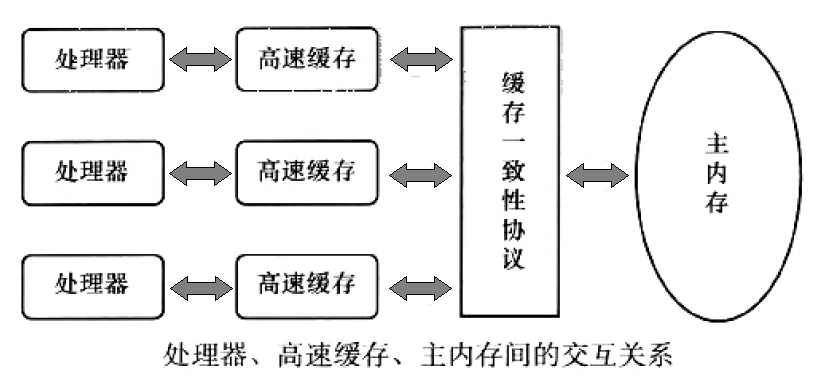 处理器
高速缓存
处理器
高速缓存
处理器
高速缓存
缓存一致性协议
主内存
处理器、高速缓存、主内存间的交互关系